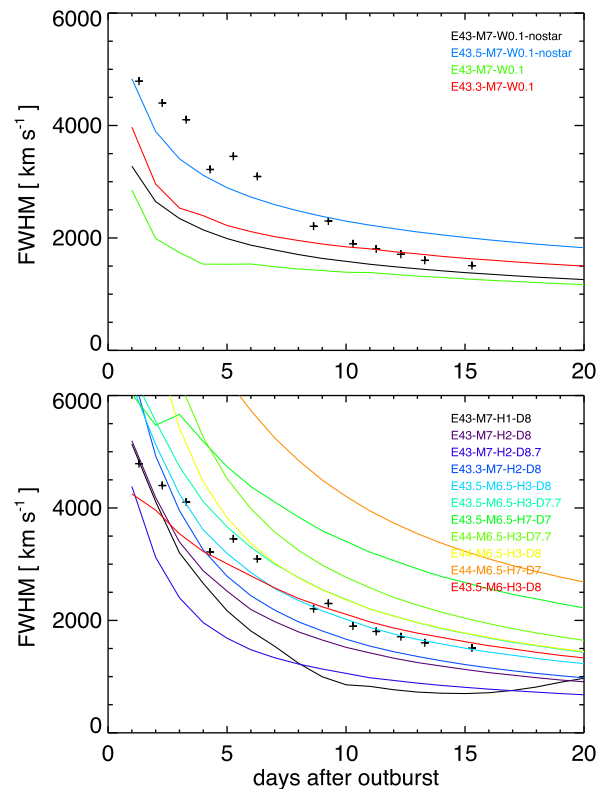 6000
4000
2000
0
FWHM [ km s-1 ]
E43-M7-W0.1-nostar
E43.5-M7-W0.1-nostar
E43-M7-W0.1
E43.3-M7-W0.1
0 5 10 15 20
6000
4000
2000
0
FWHM [ km s-1 ]
E43-M7-H1-D8
E43-M7-H2-D8
E43-M7-H2-D8.7
E43.3-M7-H2-D8
E43.5-M6.5-H3-D8
E43.5-M6.5-H3-D7.7
E43.5-M6.5-H7-D7
E44-M6.5-H3-D7.7
E44-M6.5-H3-D8
E44-M6.5-H7-D7
E43.5-M6-H3-D8
0 5 10 15 20
days after outburst